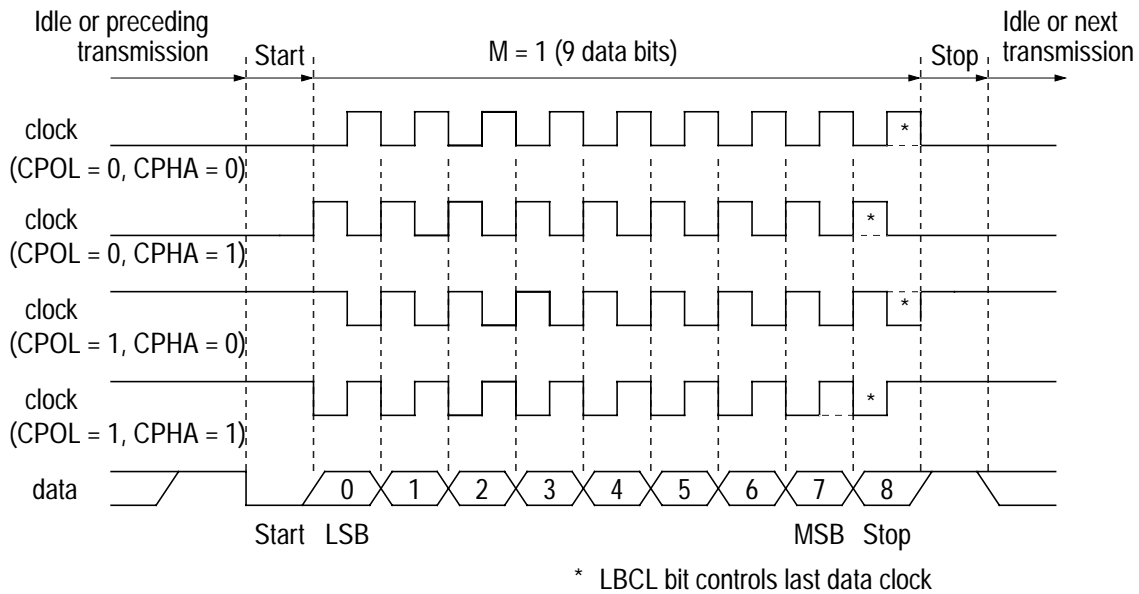 Idle or preceding
transmission
Start
M = 1 (9 data bits)
Stop
Idle or next
transmission
clock
(CPOL = 0, CPHA = 0)
*
clock
(CPOL = 0, CPHA = 1)
*
clock
(CPOL = 1, CPHA = 0)
*
clock
(CPOL = 1, CPHA = 1)
*
data
0 1 2 3 4 5 6 7 8
Start LSB MSB Stop
* LBCL bit controls last data clock